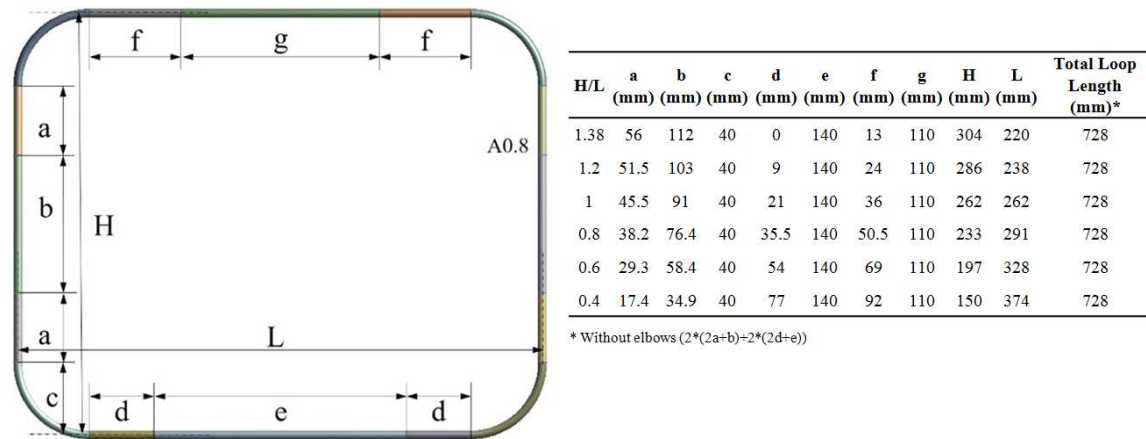 f g f
a
A0.8
b
H
a
L
c
d e d
H/L a (mm) b (mm) c (mm) d (mm) e (mm) f (mm) g (mm) H (mm) L (mm) Total Loop Length (mm)*
1.38 56 112 40 0 140 13 110 304 220 728
1.2 51.5 103 40 9 140 24 110 286 238 728
1 45.5 91 40 21 140 36 110 262 262 728
0.8 38.2 76.4 40 35.5 140 50.5 110 233 291 728
0.6 29.3 58.4 40 54 140 69 110 197 328 728
0.4 17.4 34.9 40 77 140 92 110 150 374 728
* Without elbows (2*(2a+b)+2*(2d+e))